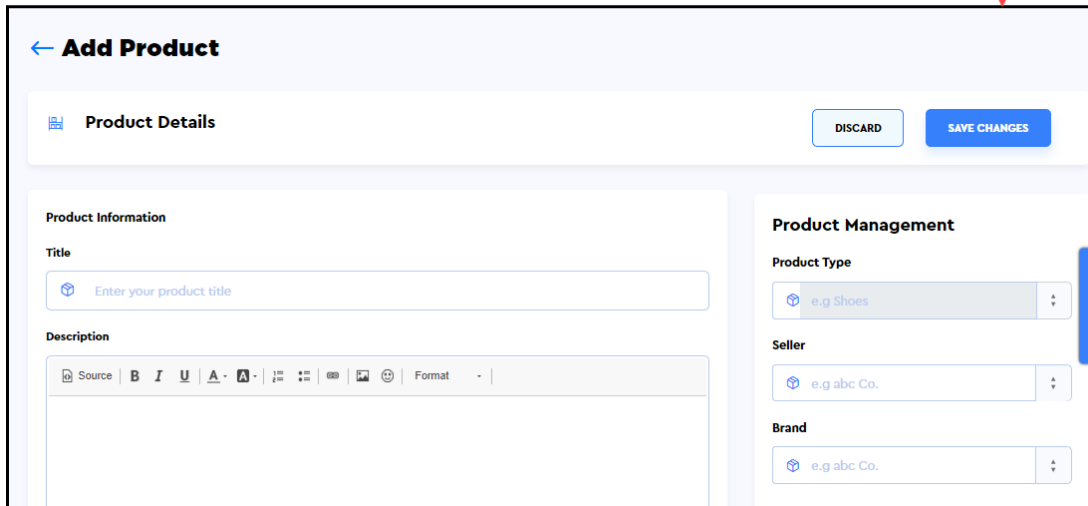 Add Product
Product Details
DISCARD
SAVE CHANGES
Product Information
Title
Enter your product title
Description
Source B I U A A Format
Product Management
Product Type
e.g Shoes
Seller
e.g abc Co.
Brand
e.g abc Co.